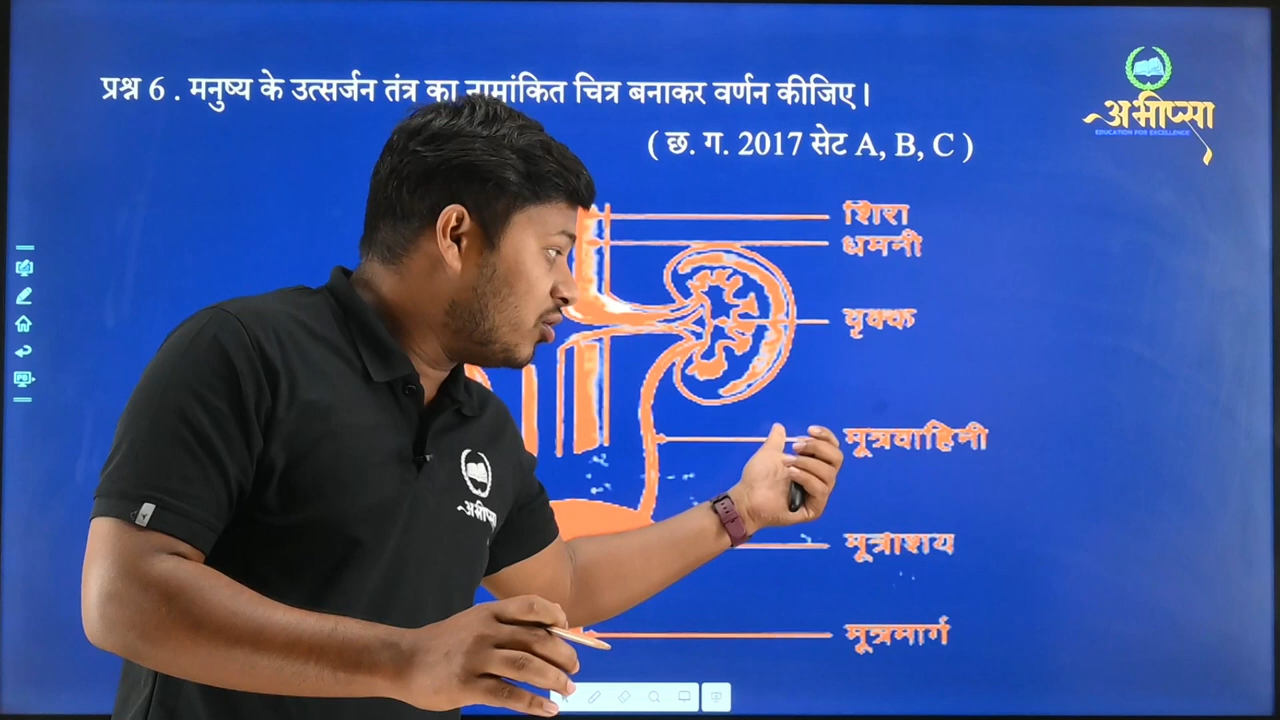 प्रश्न 6 . मनुष्य के उत्सर्जन तंत्र का नामांकित चित्र बनाकर वर्णन कीजिए।
( छ. ग. 2017 सेट A, B, C )
अभीप्सा
EDUCATION FOR EXCELLENCE
शिरा
धमनी
वृक्क
मूत्रवाहिनी
मूत्राशय
मूत्रमार्ग
अभीप्सा